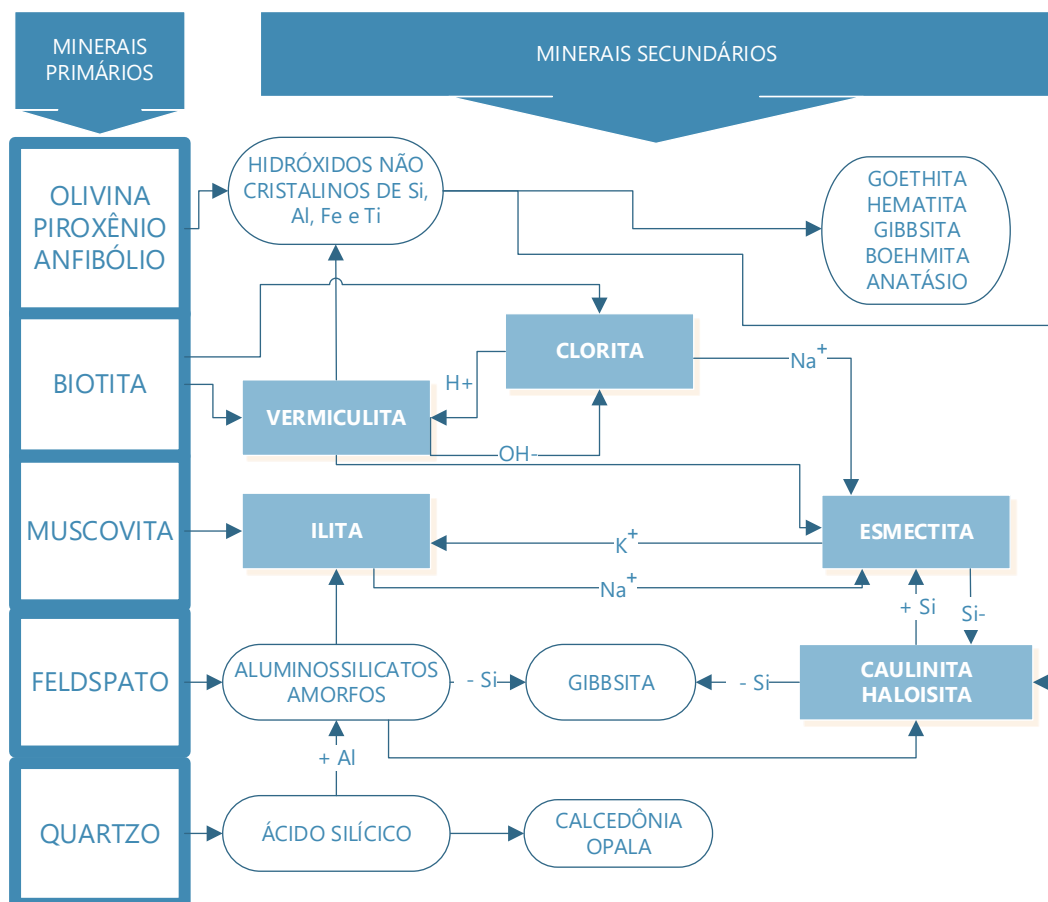 MINERAIS
PRIMÁRIOS
MINERAIS SECUNDÁRIOS
OLIVINA
PIROXÊNIO
ANFIBÓLIO
HIDRÓXIDOS NÃO
CRISTALINOS DE Si,
Al, Fe e Ti
GOETHITA
HEMATITA
GIBBSITA
BOEHMITA
ANATÁSIO
BIOTITA
CLORITA
Na+
H+
VERMICULITA
OH-
MUSCOVITA
ILITA
K+
ESMECTITA
Na+
+ Si
Si-
FELDSPATO
ALUMINOSSILICATOS
AMORFOS
- Si
GIBBSITA
- Si
CAULINITA
HALOISITA
+ Al
QUARTZO
ÁCIDO SILÍCICO
CALCEDÔNIA
OPALA